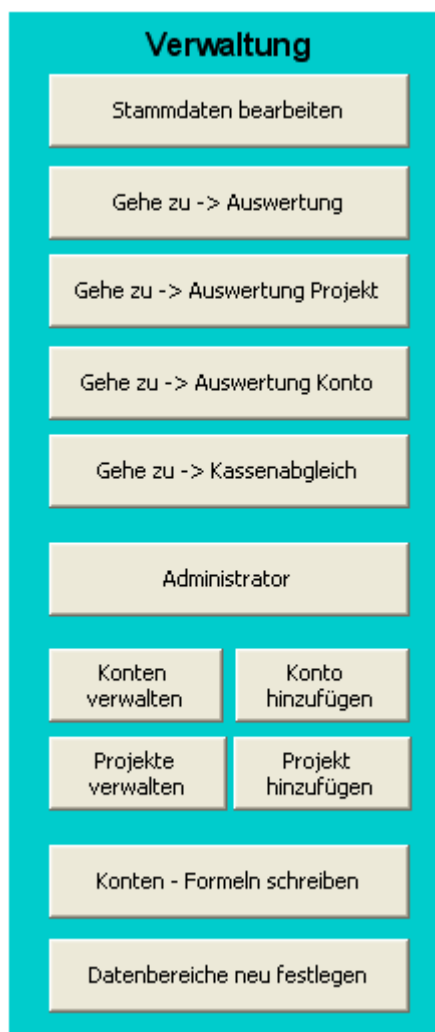 Verwaltung
Stammdaten bearbeiten
Gehe zu -> Auswertung
Gehe zu -> Auswertung Projekt
Gehe zu -> Auswertung Konto
Gehe zu -> Kassenabgleich
Administrator
Konten
verwalten
Konto
hinzufügen
Projekte
verwalten
Projekt
hinzufügen
Konten - Formeln schreiben
Datenbereiche neu festlegen